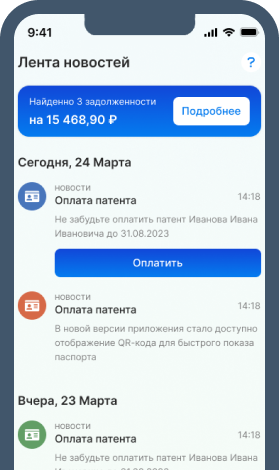 9:41
Лента новостей
?
Найденно 3 задолженности
на 15 468,90 ₽
Подробнее
Сегодня, 24 Марта
новости
Оплата патента
14:18
Не забудьте оплатить патент Иванова Ивана
Ивановича до 31.08.2023
Оплатить
новости
Оплата патента
14:18
В новой версии приложения стало доступно
отображение QR-кода для быстрого показа
паспорта
Вчера, 23 Марта
новости
Оплата патента
14:18
Не забудьте оплатить патент Иванова Ивана